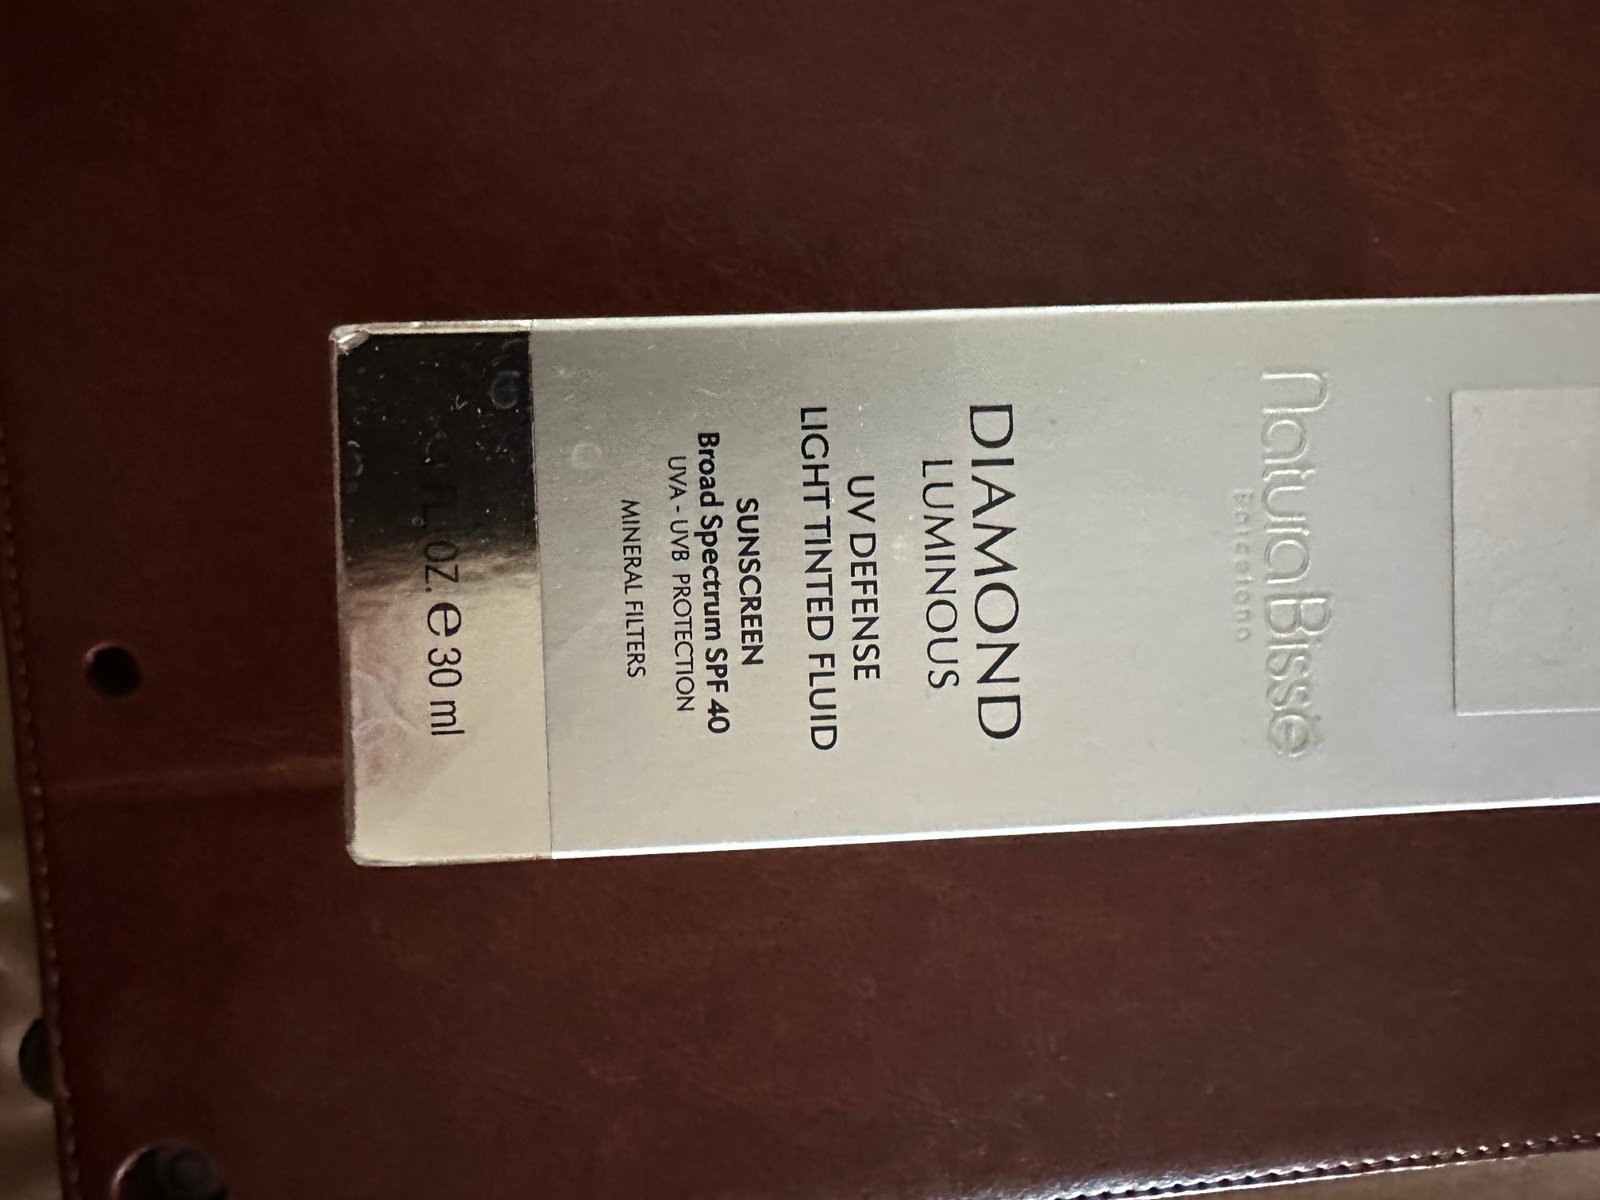 naturaBissé
Barcelona
DIAMOND
LUMINOUS
UV DEFENSE
LIGHT TINTED FLUID
SUNSCREEN
Broad Spectrum SPF 40
UVA - UVB PROTECTION
MINERAL FILTERS
FL. OZ. e 30 ml